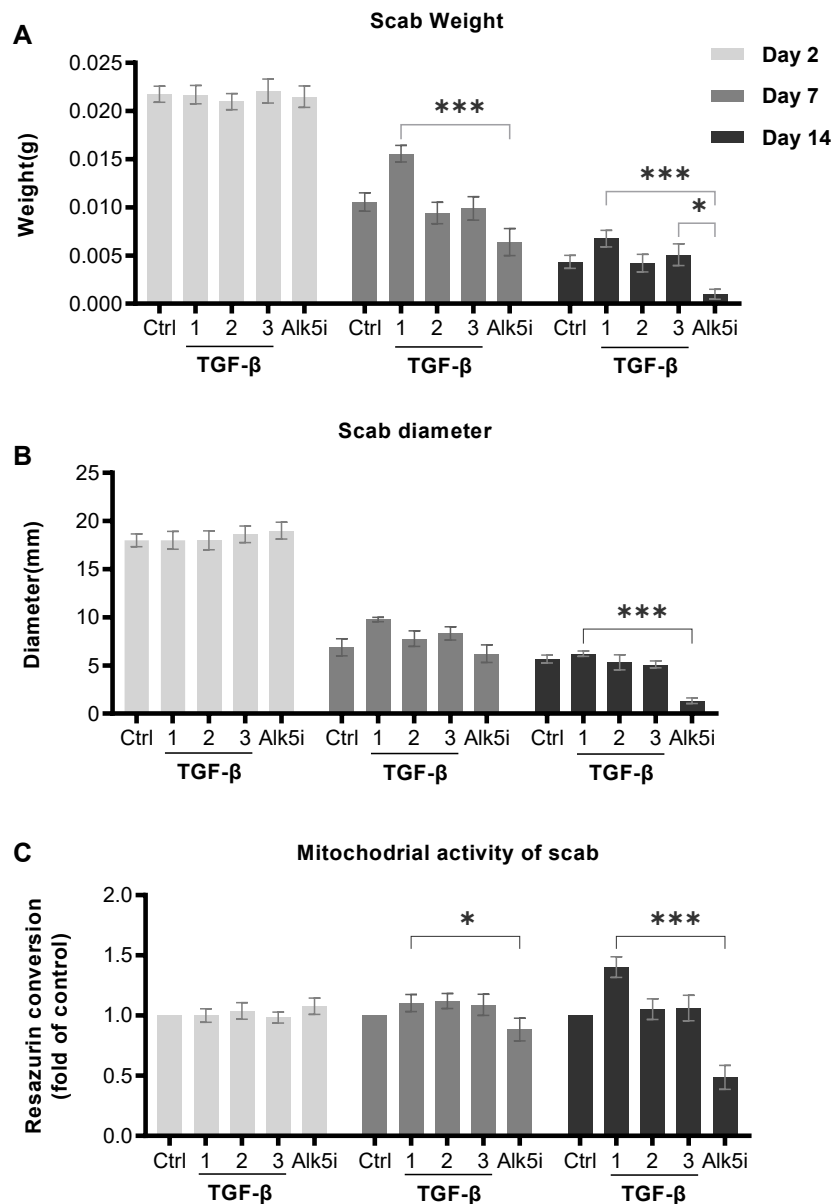 A
Scab Weight
Day 2
Day 7
Day 14
Weight(g)
0.025
0.020
0.015
0.010
0.005
0.000
***
***
*
Ctrl 1 2 3 Alk5i Ctrl 1 2 3 Alk5i Ctrl 1 2 3 Alk5i
TGF-β TGF-β TGF-β
B
Scab diameter
Diameter(mm)
25
20
15
10
5
0
***
Ctrl 1 2 3 Alk5i Ctrl 1 2 3 Alk5i Ctrl 1 2 3 Alk5i
TGF-β TGF-β TGF-β
C
Mitochodrial activity of scab
Resazurin conversion
(fold of control)
2.0
1.5
1.0
0.5
0.0
*
***
Ctrl 1 2 3 Alk5i Ctrl 1 2 3 Alk5i Ctrl 1 2 3 Alk5i
TGF-β TGF-β TGF-β